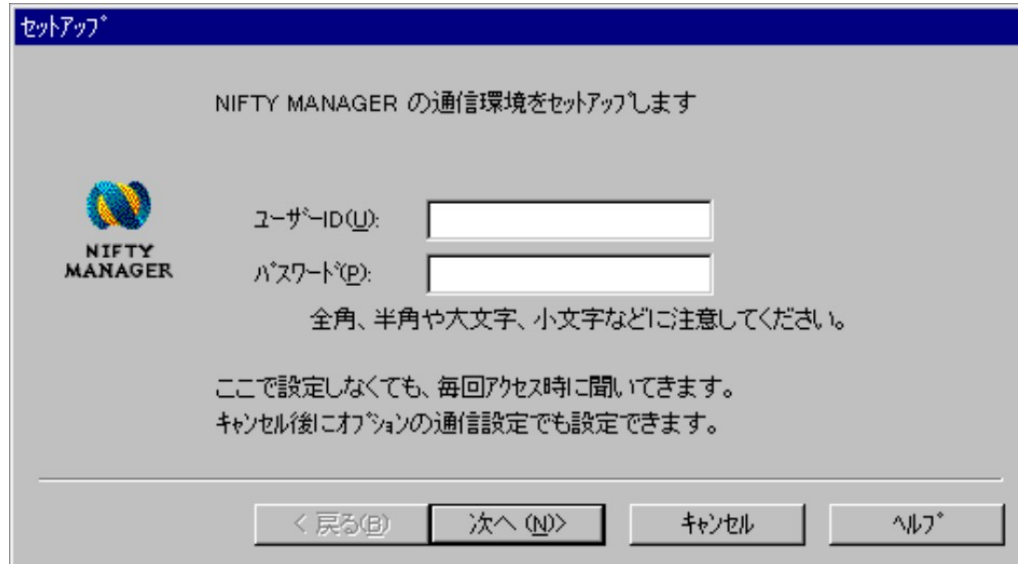 セットアップ
NIFTY MANAGER の通信環境をセットアップします
NIFTY
MANAGER
ユーザーID(U):
パスワード(P):
全角、半角や大文字、小文字などに注意してください。
ここで設定しなくても、毎回アクセス時に聞いてきます。
キャンセル後にオプションの通信設定でも設定できます。
< 戻る(B)
次へ (N)>
キャンセル
ヘルプ